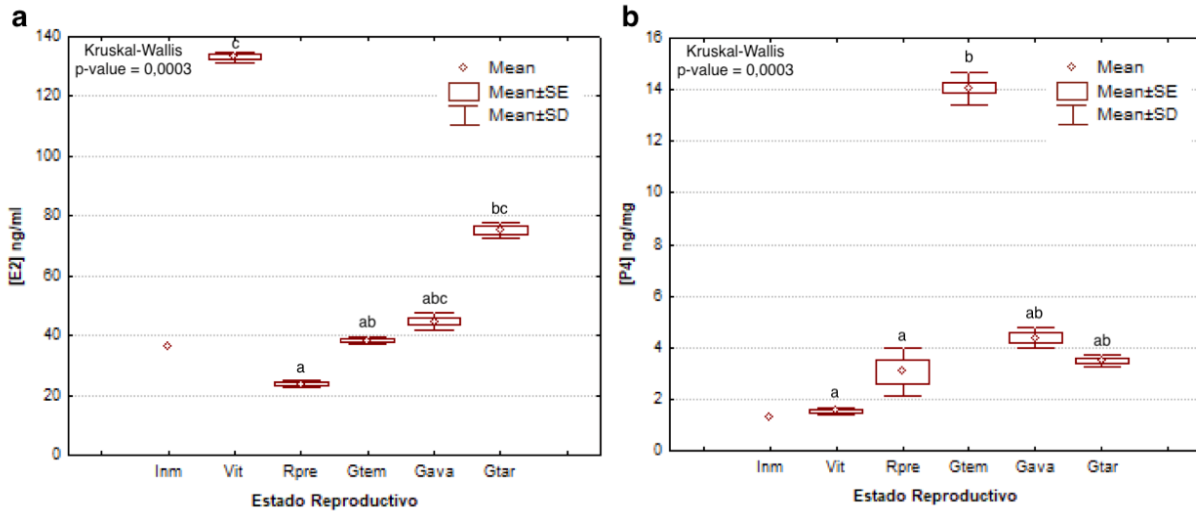 a
140
120
100
80
60
40
20
0
[E2] ng/ml
Kruskal-Wallis
p-value = 0,0003
Mean
Mean±SE
Mean±SD
c
a
ab
abc
bc
Inm Vit Rpre Gtem Gava Gtar
Estado Reproductivo
b
16
14
12
10
8
6
4
2
0
[P4] ng/mg
Kruskal-Wallis
p-value = 0,0003
Mean
Mean±SE
Mean±SD
a
a
b
ab
ab
Inm Vit Rpre Gtem Gava Gtar
Estado Reproductivo